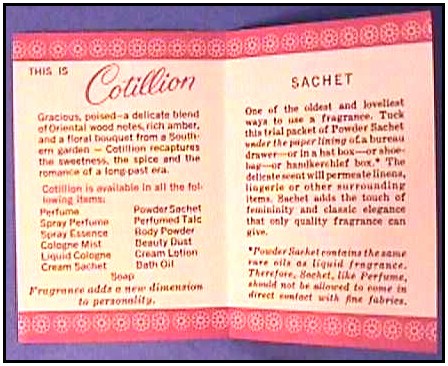 THIS IS
Cotillion
Gracious, poised—a delicate blend
of Oriental wood notes, rich amber,
and a floral bouquet from a South-
ern garden — Cotillion recaptures
the sweetness, the spice and the
romance of a long-past era.
Cotillion is available in all the fol-
lowing items:
Perfume
Spray Perfume
Spray Essence
Cologne Mist
Liquid Cologne
Cream Sachet
Powder Sachet
Perfumed Talc
Body Powder
Beauty Dust
Cream Lotion
Bath Oil
Soap
Fragrance adds a new dimension
to personality.
SACHET
One of the oldest and loveliest
ways to use a fragrance. Tuck
this trial packet of Powder Sachet
under the paper lining of a bureau
drawer—or in a hat box—or shoe-
bag—or handkerchief box.* The
delicate scent will permeate linens,
lingerie or other surrounding
items. Sachet adds the touch of
femininity and classic elegance
that only quality fragrance can
give.
*Powder Sachet contains the same
rare oils as liquid fragrance.
Therefore, Sachet, like Perfume,
should not be allowed to come in
direct contact with fine fabrics.